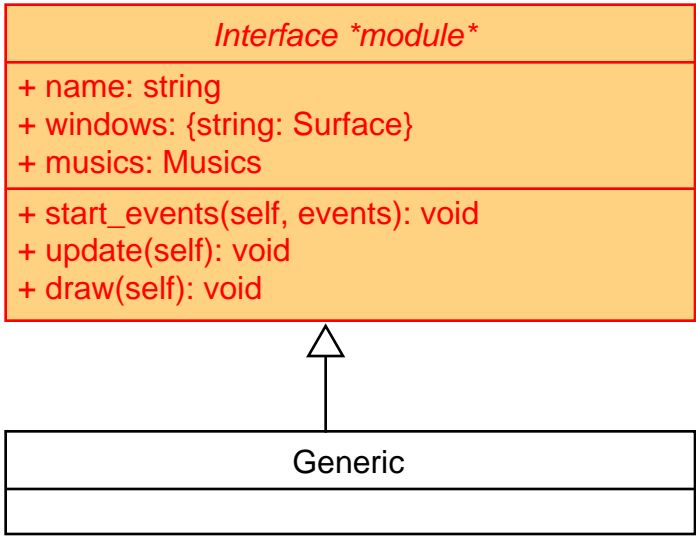 Interface *module*
+ name: string
+ windows: {string: Surface}
+ musics: Musics
+ start_events(self, events): void
+ update(self): void
+ draw(self): void
Generic